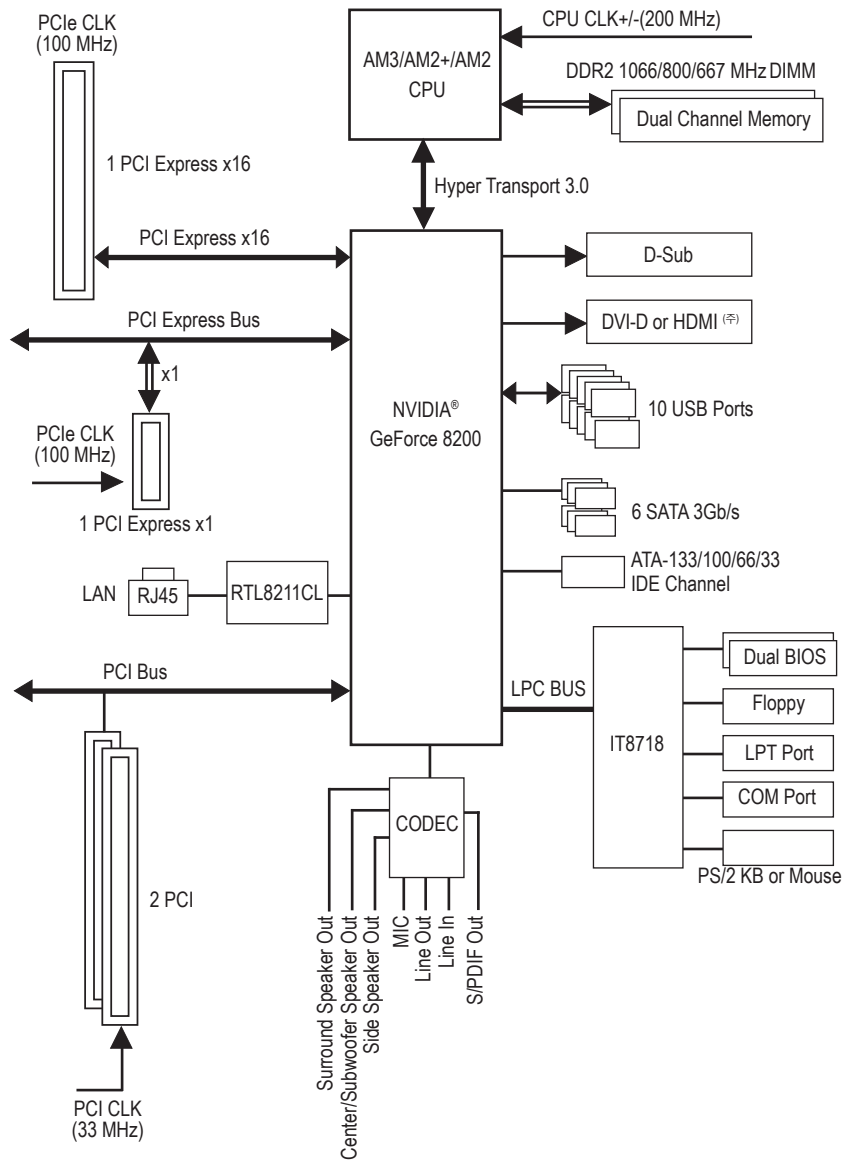 PCIe CLK
(100 MHz)
CPU CLK+/-(200 MHz)
AM3/AM2+/AM2
CPU
DDR2 1066/800/667 MHz DIMM
Dual Channel Memory
1 PCI Express x16
Hyper Transport 3.0
PCI Express x16
D-Sub
PCI Express Bus
DVI-D or HDMI (주)
x1
NVIDIA®
GeForce 8200
10 USB Ports
PCIe CLK
(100 MHz)
1 PCI Express x1
6 SATA 3Gb/s
ATA-133/100/66/33
IDE Channel
LAN
RJ45
RTL8211CL
PCI Bus
LPC BUS
IT8718
Dual BIOS
Floppy
LPT Port
COM Port
PS/2 KB or Mouse
CODEC
2 PCI
Surround Speaker Out
Center/Subwoofer Speaker Out
Side Speaker Out
MIC
Line Out
Line In
S/PDIF Out
PCI CLK
(33 MHz)